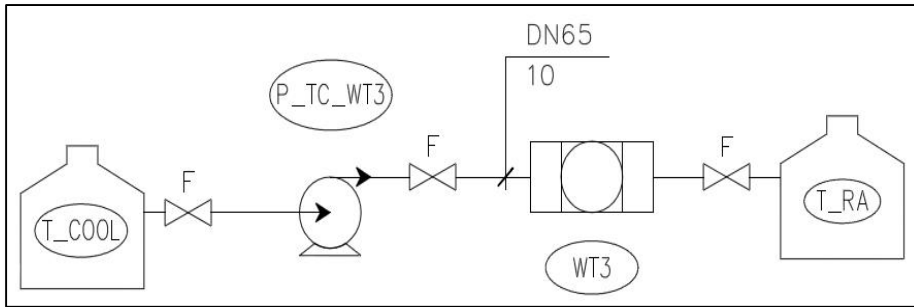 DN65
10
P_TC_WT3
F
F
F
T_COOL
T_RA
WT3